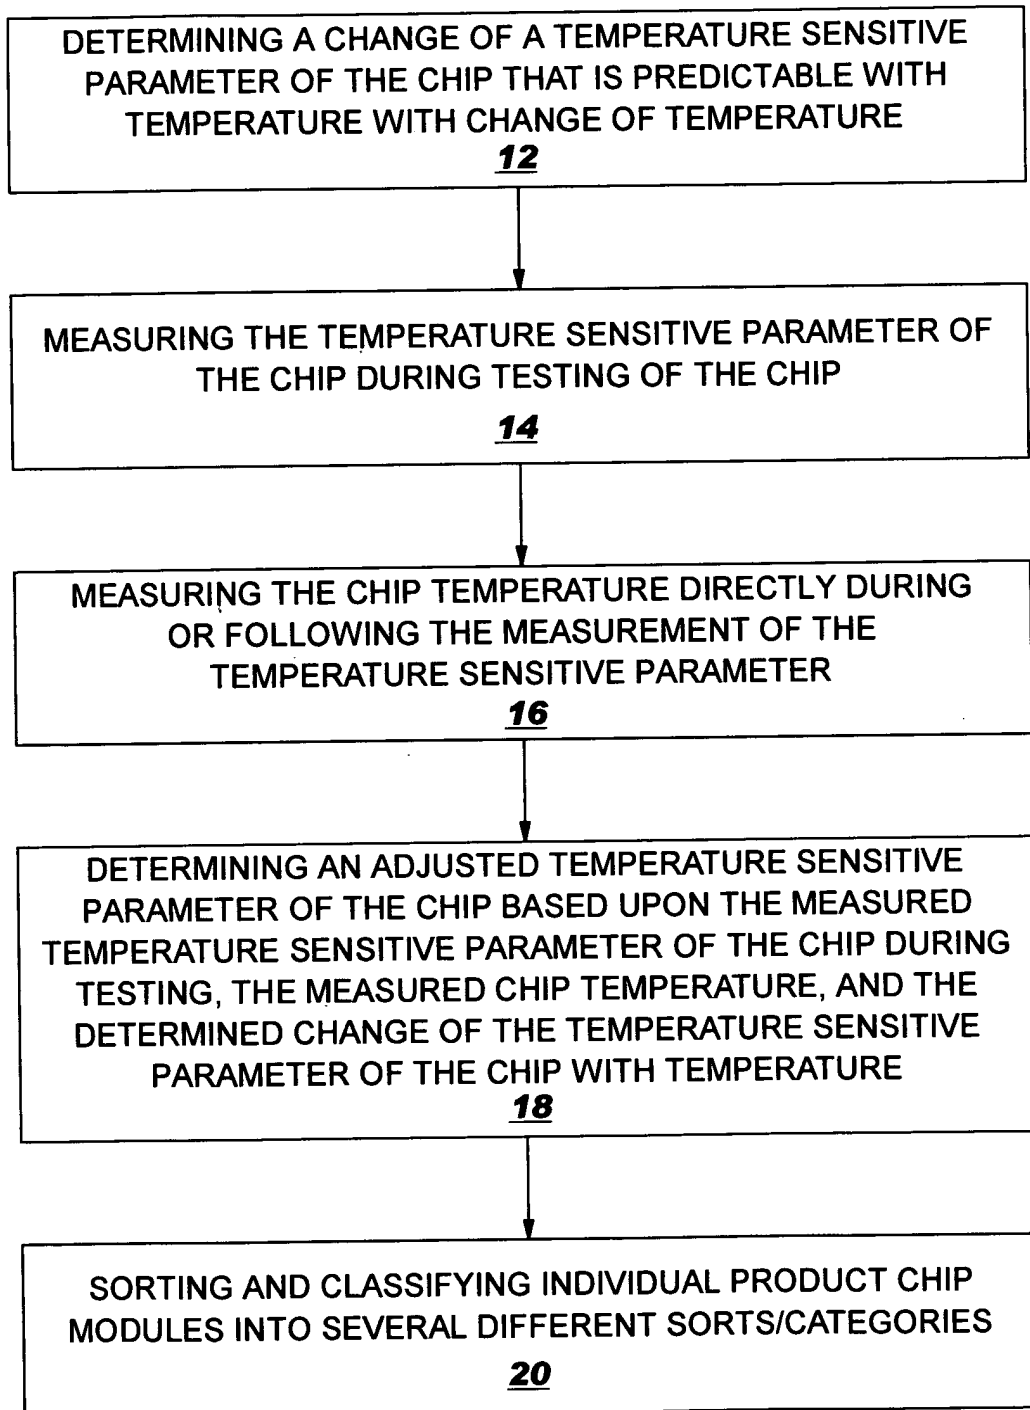 DETERMINING A CHANGE OF A TEMPERATURE SENSITIVE
PARAMETER OF THE CHIP THAT IS PREDICTABLE WITH
TEMPERATURE WITH CHANGE OF TEMPERATURE
12
MEASURING THE TEMPERATURE SENSITIVE PARAMETER OF
THE CHIP DURING TESTING OF THE CHIP
14
MEASURING THE CHIP TEMPERATURE DIRECTLY DURING
OR FOLLOWING THE MEASUREMENT OF THE
TEMPERATURE SENSITIVE PARAMETER
16
DETERMINING AN ADJUSTED TEMPERATURE SENSITIVE
PARAMETER OF THE CHIP BASED UPON THE MEASURED
TEMPERATURE SENSITIVE PARAMETER OF THE CHIP DURING
TESTING, THE MEASURED CHIP TEMPERATURE, AND THE
DETERMINED CHANGE OF THE TEMPERATURE SENSITIVE
PARAMETER OF THE CHIP WITH TEMPERATURE
18
SORTING AND CLASSIFYING INDIVIDUAL PRODUCT CHIP
MODULES INTO SEVERAL DIFFERENT SORTS/CATEGORIES
20